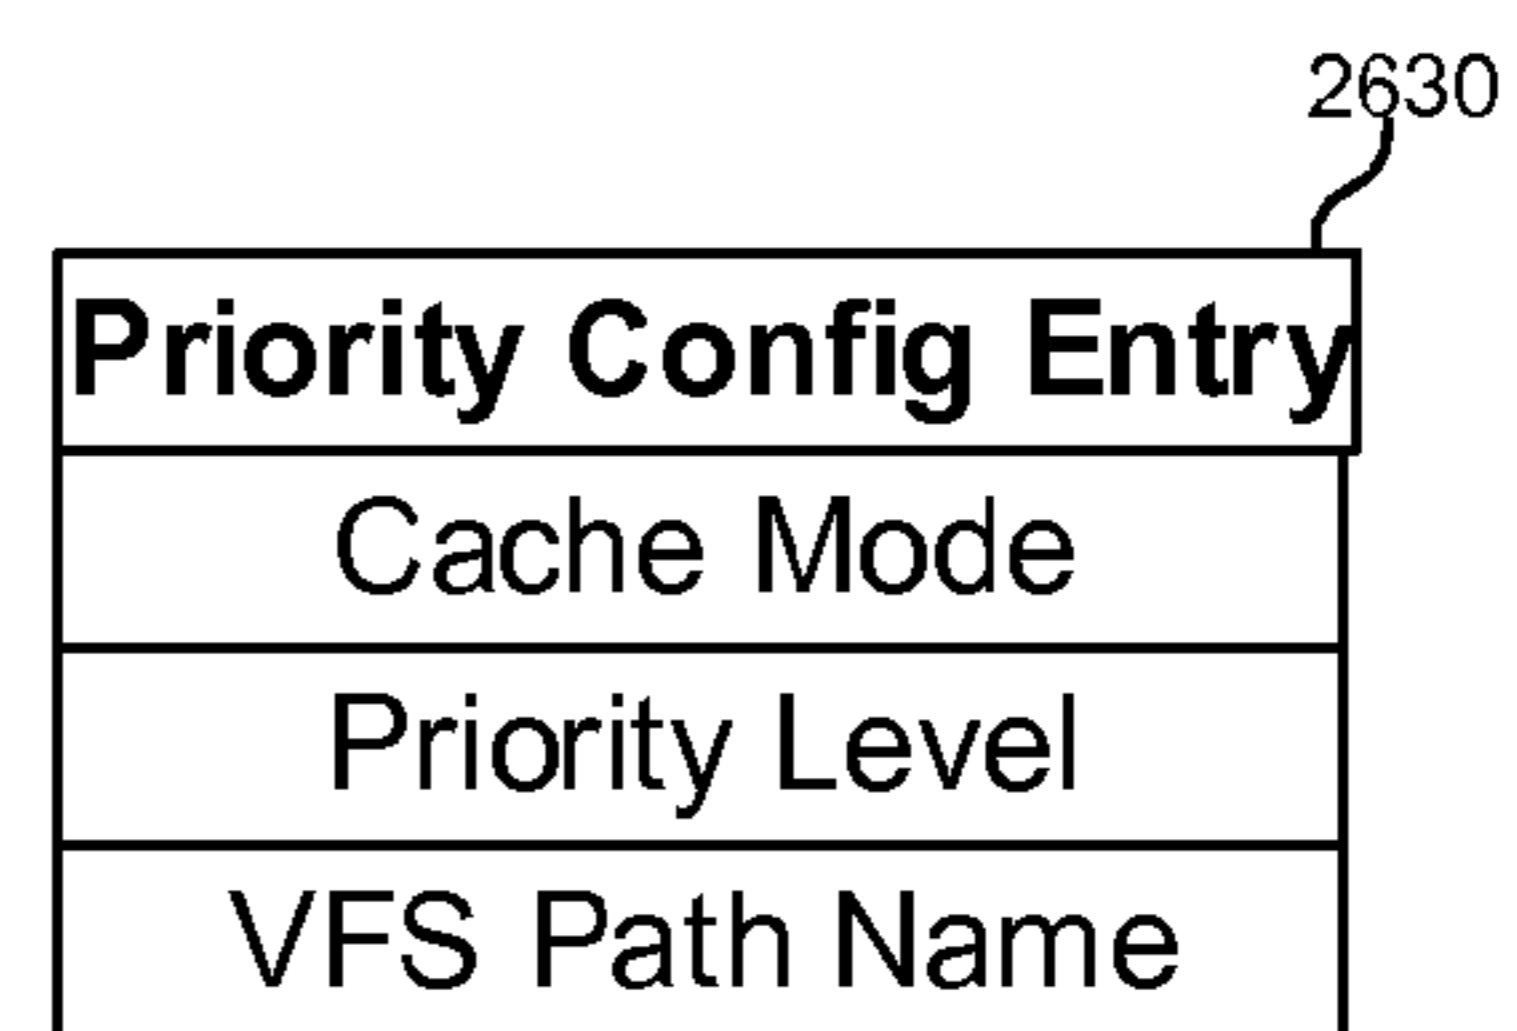 2630
Priority Config Entry
Cache Mode
Priority Level
VFS Path Name